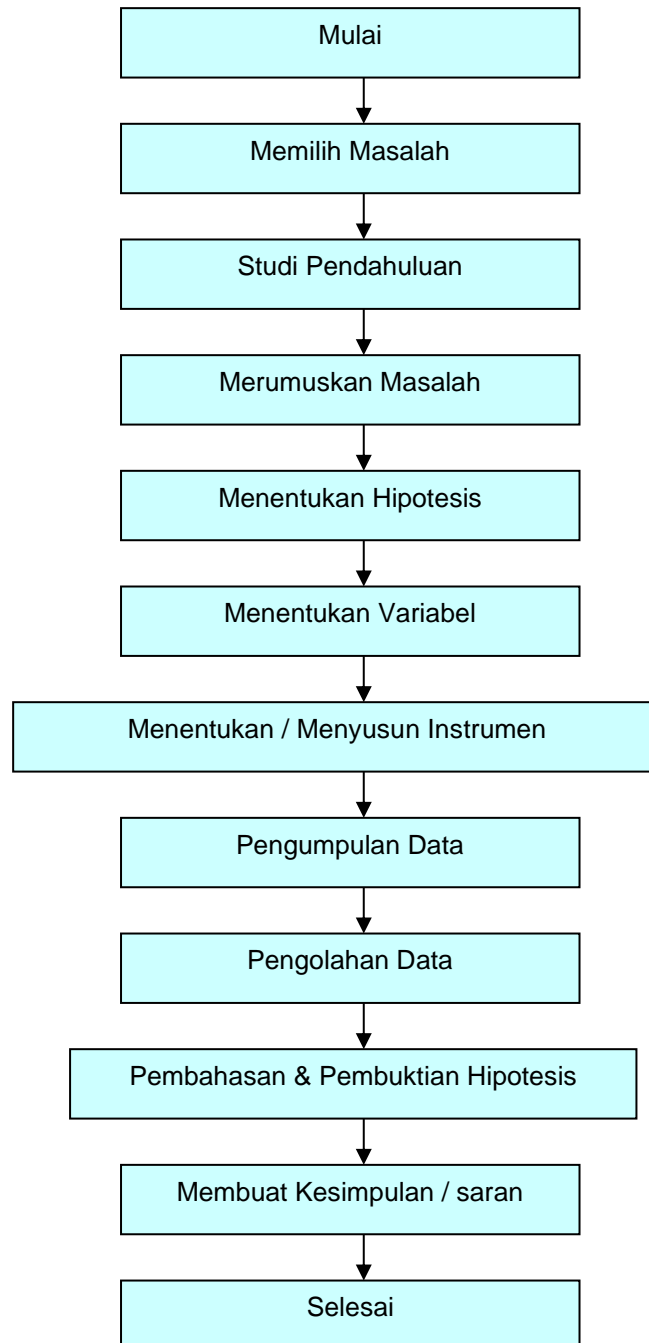 Mulai
Memilih Masalah
Studi Pendahuluan
Merumuskan Masalah
Menentukan Hipotesis
Menentukan Variabel
Menentukan / Menyusun Instrumen
Pengumpulan Data
Pengolahan Data
Pembahasan & Pembuktian Hipotesis
Membuat Kesimpulan / saran
Selesai